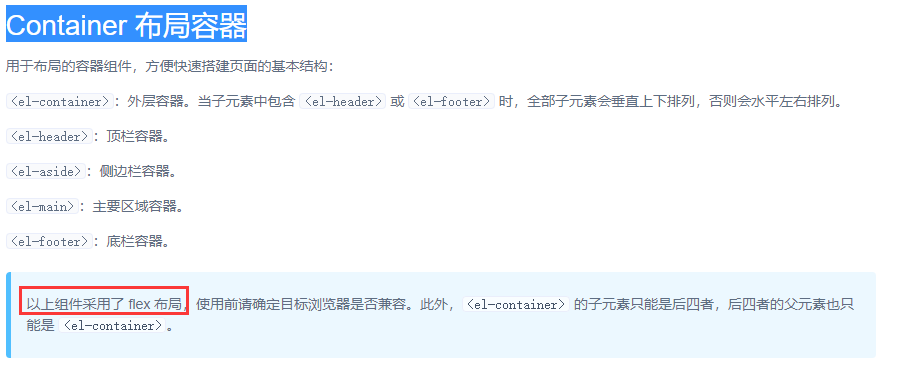 Container 布局容器
用于布局的容器组件，方便快速搭建页面的基本结构：
<el-container>：外层容器。当子元素中包含 <el-header> 或 <el-footer> 时，全部子元素会垂直上下排列，否则会水平左右排列。
<el-header>：顶栏容器。
<el-aside>：侧边栏容器。
<el-main>：主要区域容器。
<el-footer>：底栏容器。
以上组件采用了 flex 布局，使用前请确定目标浏览器是否兼容。此外， <el-container> 的子元素只能是后四者，后四者的父元素也只
能是 <el-container>。